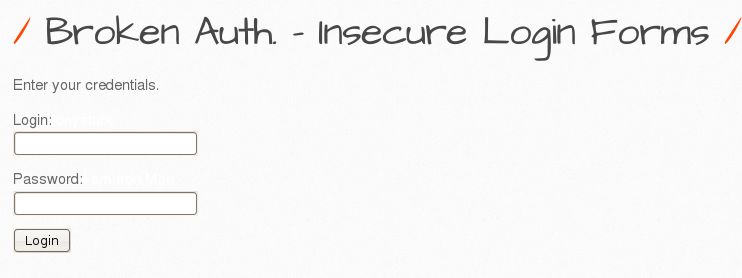 / Broken Auth. - Insecure Login Forms /
Enter your credentials.
Login:
Password:
Login